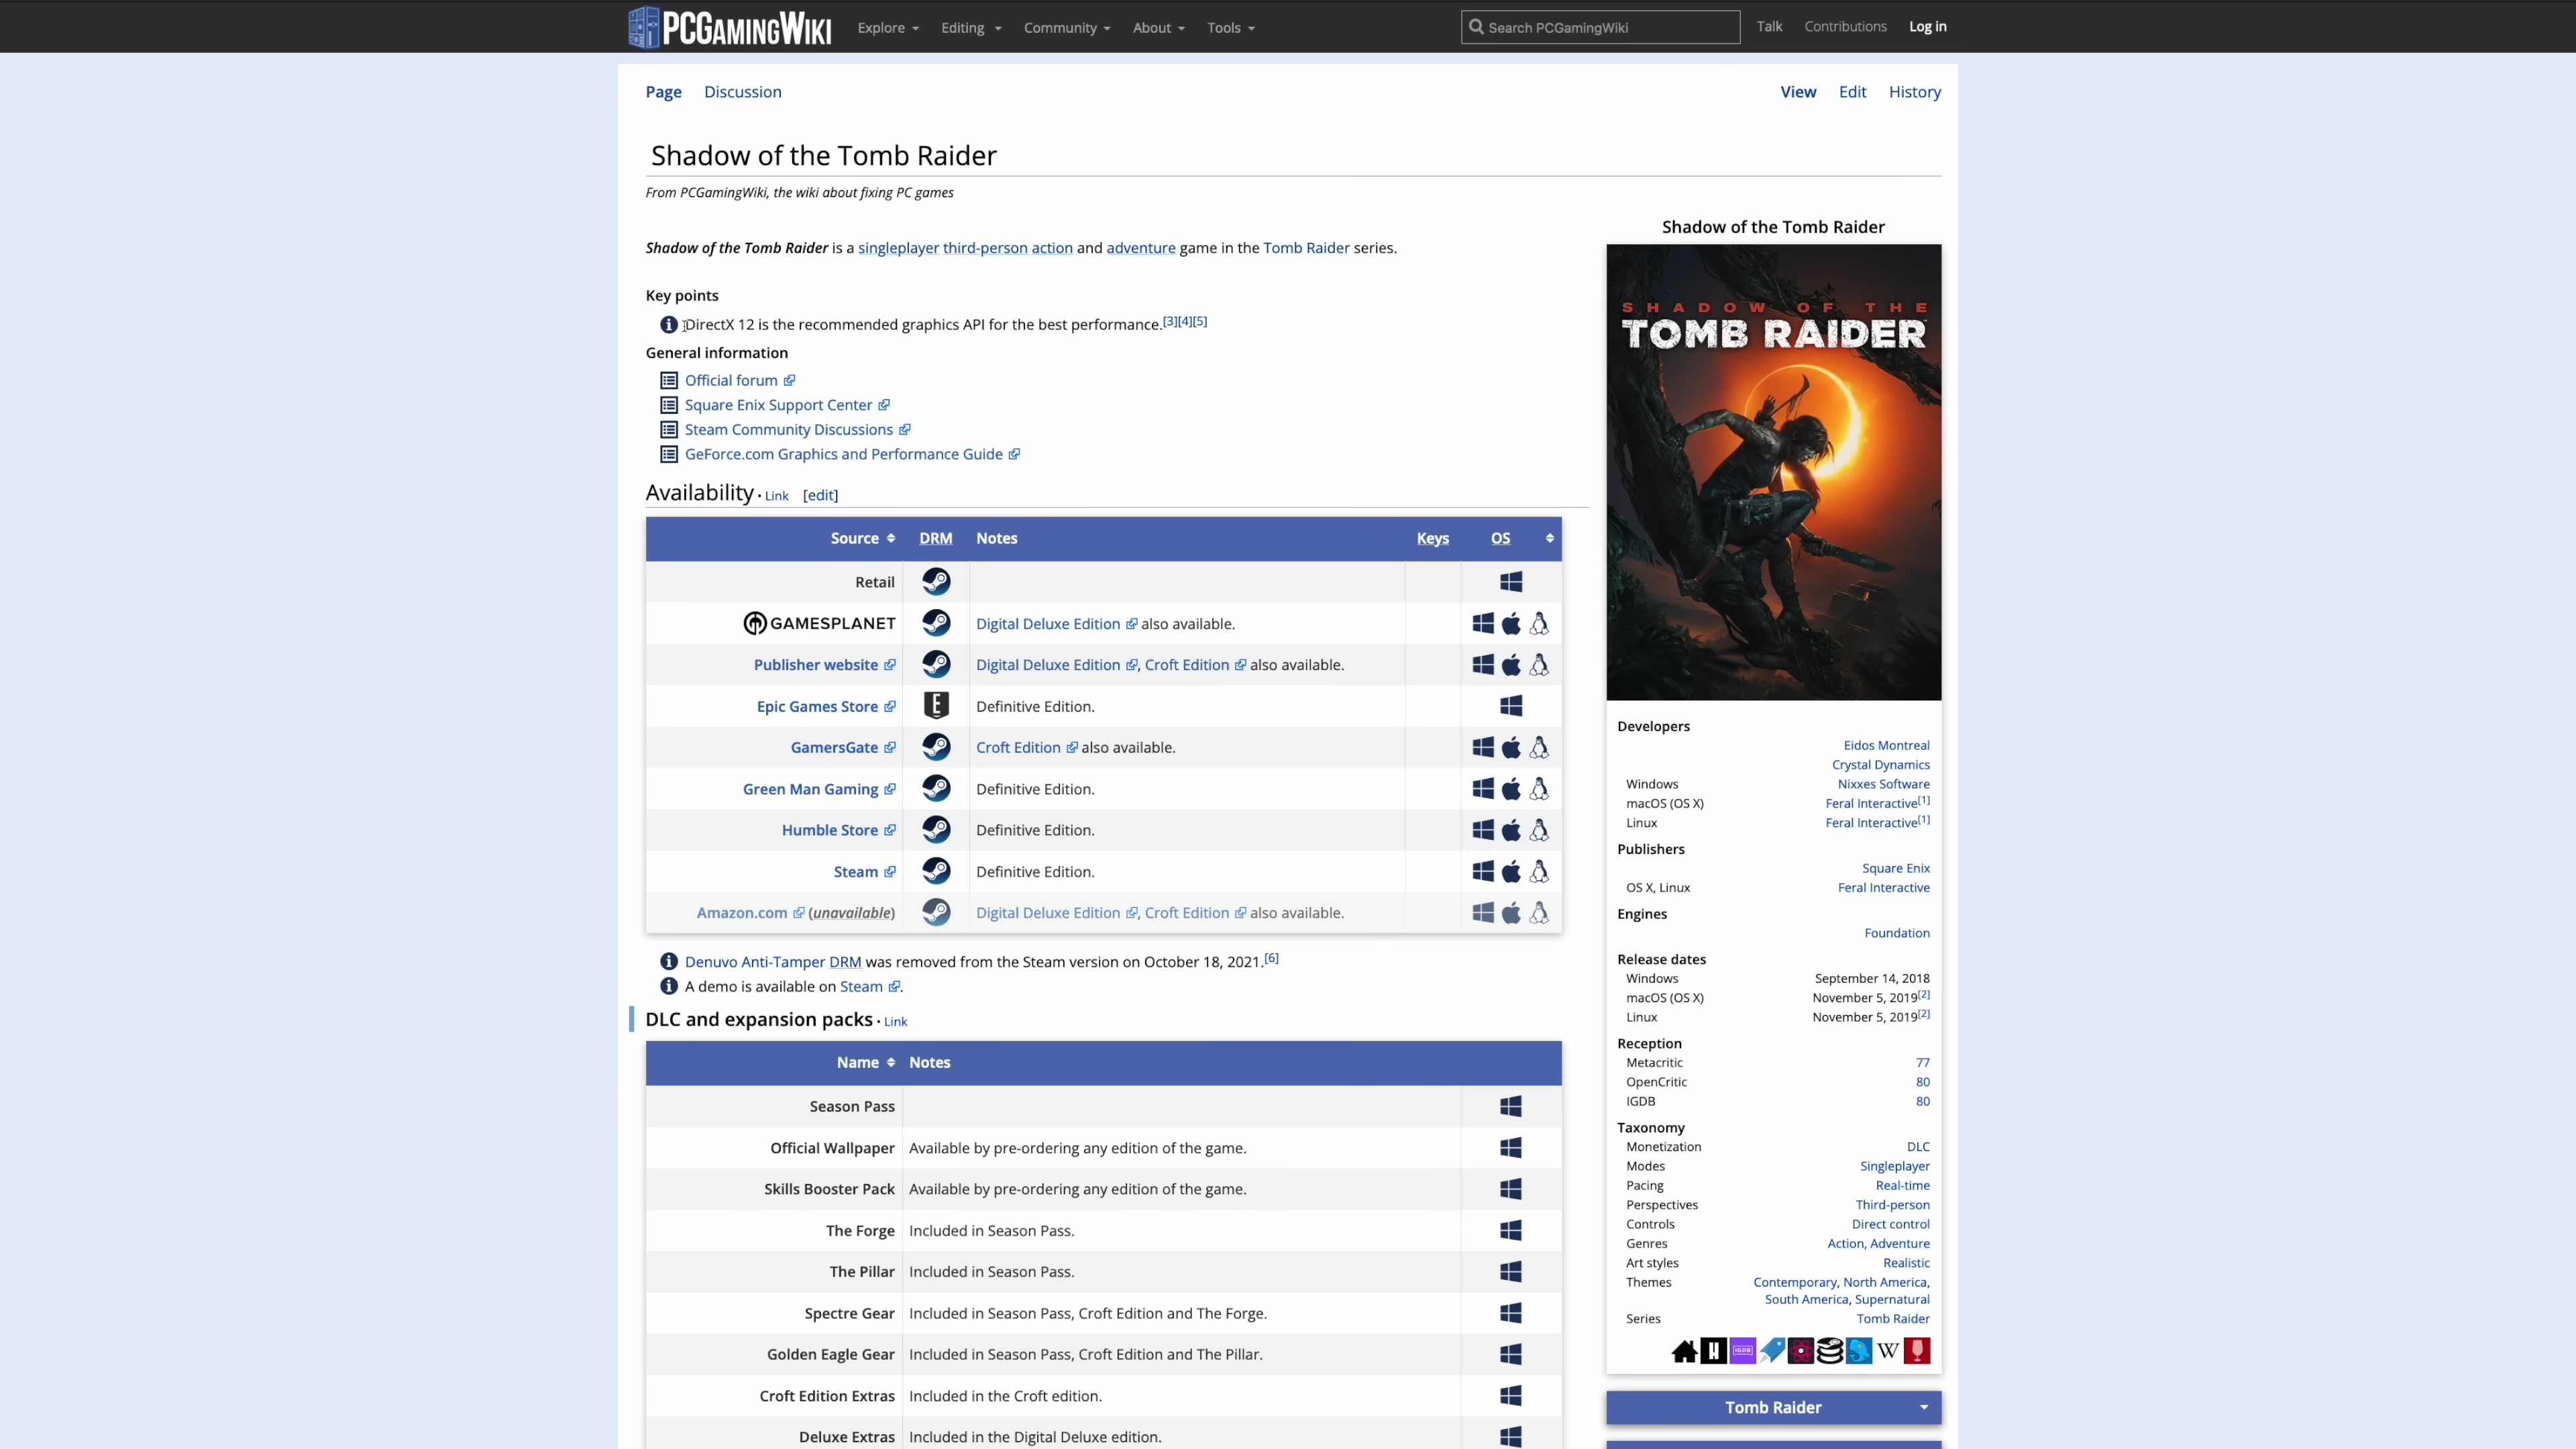 PCGAMINGWIKI
Explore
Editing
Community
About
Tools
Search PCGamingWiki
Talk
Contributions
Log in
Page
Discussion
View
Edit
History
Shadow of the Tomb Raider
From PCGamingWiki, the wiki about fixing PC games
Shadow of the Tomb Raider is a singleplayer third-person action and adventure game in the Tomb Raider series.
Key points
DirectX 12 is the recommended graphics API for the best performance.[3][4][5]
General information
Official forum
Square Enix Support Center
Steam Community Discussions
GeForce.com Graphics and Performance Guide
Availability · Link [edit]
Source DRM Notes Keys OS
Retail
GAMESPLANET Digital Deluxe Edition also available.
Publisher website Digital Deluxe Edition, Croft Edition also available.
Epic Games Store E Definitive Edition.
GamersGate Croft Edition also available.
Green Man Gaming Definitive Edition.
Humble Store Definitive Edition.
Steam Definitive Edition.
Amazon.com (unavailable) Digital Deluxe Edition, Croft Edition also available.
Denuvo Anti-Tamper DRM was removed from the Steam version on October 18, 2021.[6]
A demo is available on Steam.
DLC and expansion packs · Link
Name Notes
Season Pass
Official Wallpaper Available by pre-ordering any edition of the game.
Skills Booster Pack Available by pre-ordering any edition of the game.
The Forge Included in Season Pass.
The Pillar Included in Season Pass.
Spectre Gear Included in Season Pass, Croft Edition and The Forge.
Golden Eagle Gear Included in Season Pass, Croft Edition and The Pillar.
Croft Edition Extras Included in the Croft edition.
Deluxe Extras Included in the Digital Deluxe edition.
Shadow of the Tomb Raider
SHADOW OF THE
TOMB RAIDER
Developers
Eidos Montreal
Crystal Dynamics
Windows Nixxes Software
macOS (OS X) Feral Interactive[1]
Linux Feral Interactive[1]
Publishers
Square Enix
OS X, Linux Feral Interactive
Engines
Foundation
Release dates
Windows September 14, 2018
macOS (OS X) November 5, 2019[2]
Linux November 5, 2019[2]
Reception
Metacritic 77
OpenCritic 80
IGDB 80
Taxonomy
Monetization DLC
Modes Singleplayer
Pacing Real-time
Perspectives Third-person
Controls Direct control
Genres Action, Adventure
Art styles Realistic
Themes Contemporary, North America,
South America, Supernatural
Series Tomb Raider
IGDB W
Tomb Raider